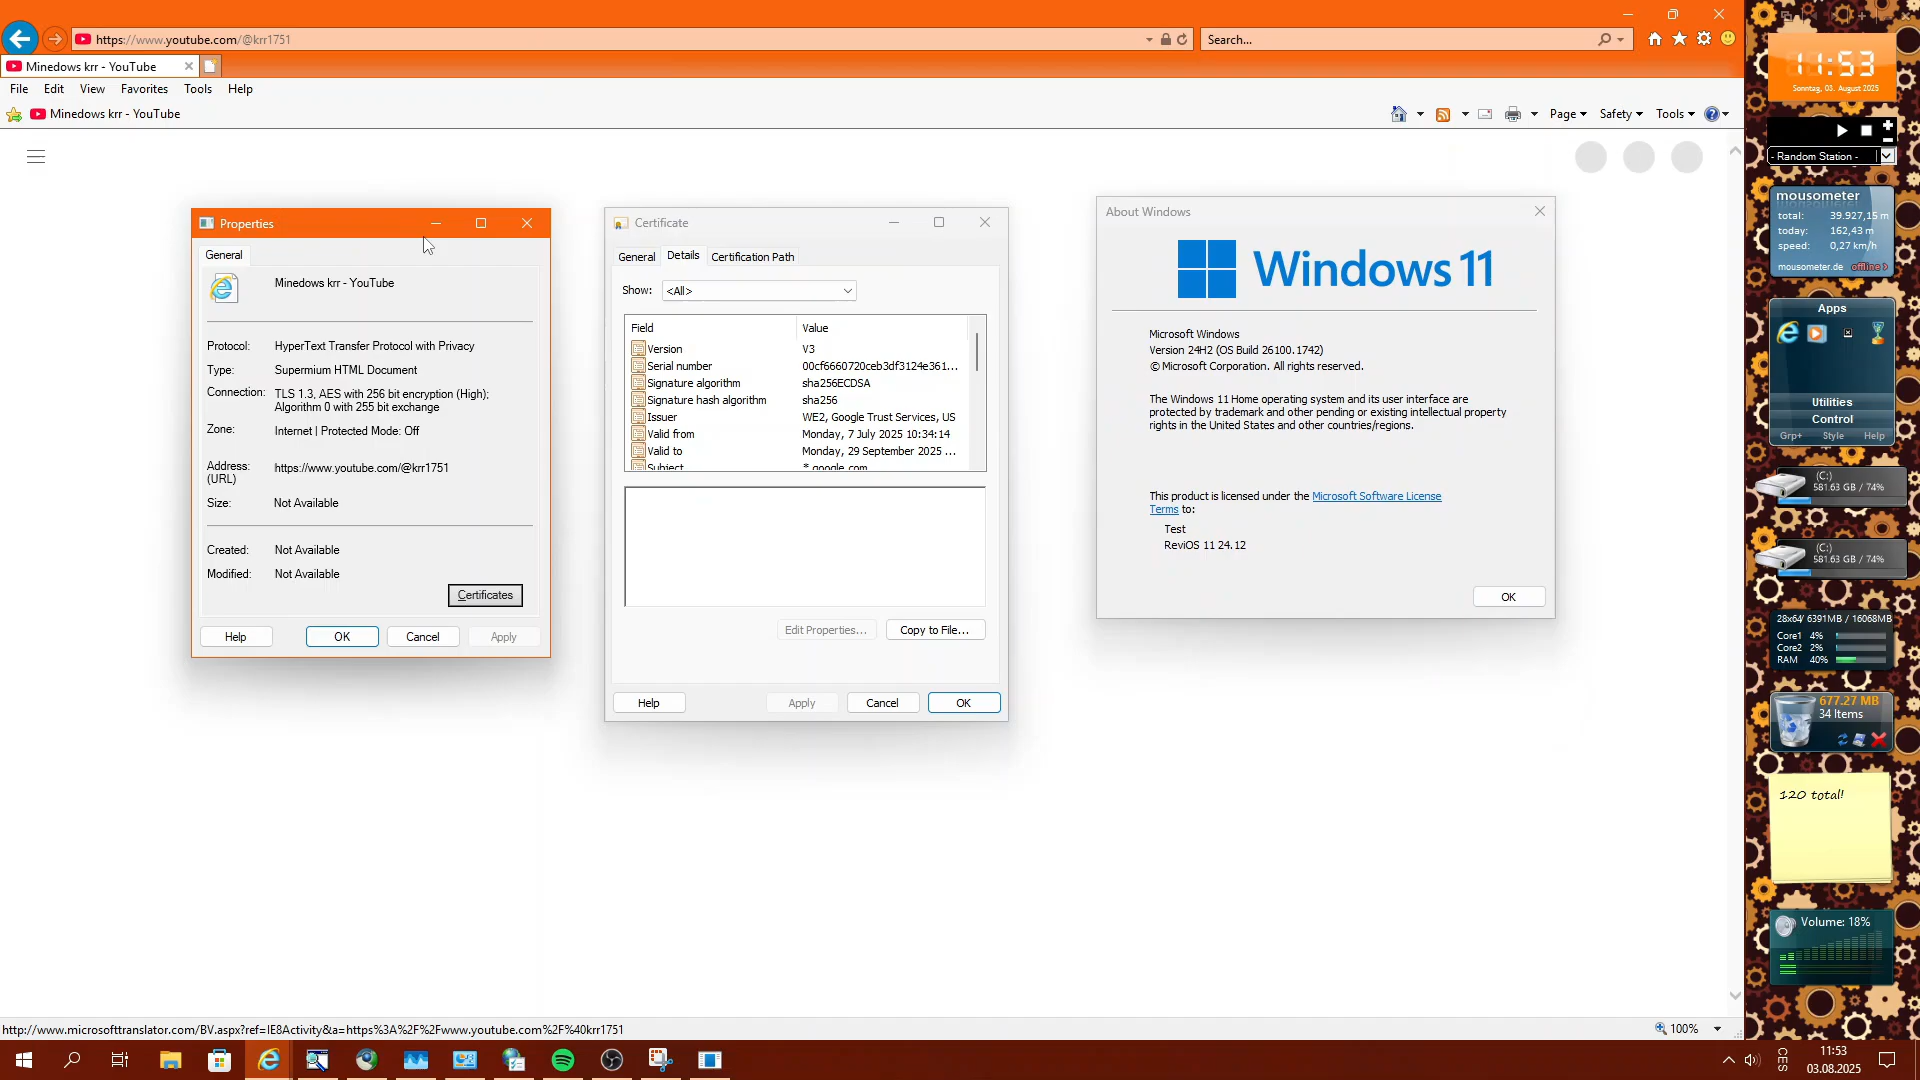 https://www.youtube.com/@krr1751
Search...
Minedows krr - YouTube
File Edit View Favorites Tools Help
Minedows krr - YouTube
Page Safety Tools
Properties
General
Minedows krr - YouTube
Protocol: HyperText Transfer Protocol with Privacy
Type: Supermium HTML Document
Connection: TLS 1.3, AES with 256 bit encryption (High);
Algorithm 0 with 255 bit exchange
Zone: Internet | Protected Mode: Off
Address: https://www.youtube.com/@krr1751
(URL)
Size: Not Available
Created: Not Available
Modified: Not Available
Certificates
Help OK Cancel Apply
Certificate
General Details Certification Path
Show: <All>
Field Value
Version V3
Serial number 00cf6660720ceb3df3124e361...
Signature algorithm sha256ECDSA
Signature hash algorithm sha256
Issuer WE2, Google Trust Services, US
Valid from Monday, 7 July 2025 10:34:14
Valid to Monday, 29 September 2025 ...
Subject *.google.com
Edit Properties... Copy to File...
Help Apply Cancel OK
About Windows
Windows 11
Microsoft Windows
Version 24H2 (OS Build 26100.1742)
© Microsoft Corporation. All rights reserved.
The Windows 11 Home operating system and its user interface are
protected by trademark and other pending or existing intellectual property
rights in the United States and other countries/regions.
This product is licensed under the Microsoft Software License
Terms to:
Test
ReviOS 11 24.12
OK
11:53
Sonntag, 03. August 2025
- Random Station -
mousometer
total: 39.927,15 m
today: 162,43 m
speed: 0,27 km/h
mousometer.de offline
Apps
Utilities
Control
Grp+ Style Help
(C:)
581.63 GB / 74%
(C:)
581.63 GB / 74%
28x64/ 6391MB / 16068MB
Core1 4%
Core2 2%
RAM 40%
677.27 MB
34 Items
120 total!
Volume: 18%
http://www.microsofttranslator.com/BV.aspx?ref=IE8Activity&a=https%3A%2F%2Fwww.youtube.com%2F%40krr1751
100%
CES
11:53
03.08.2025